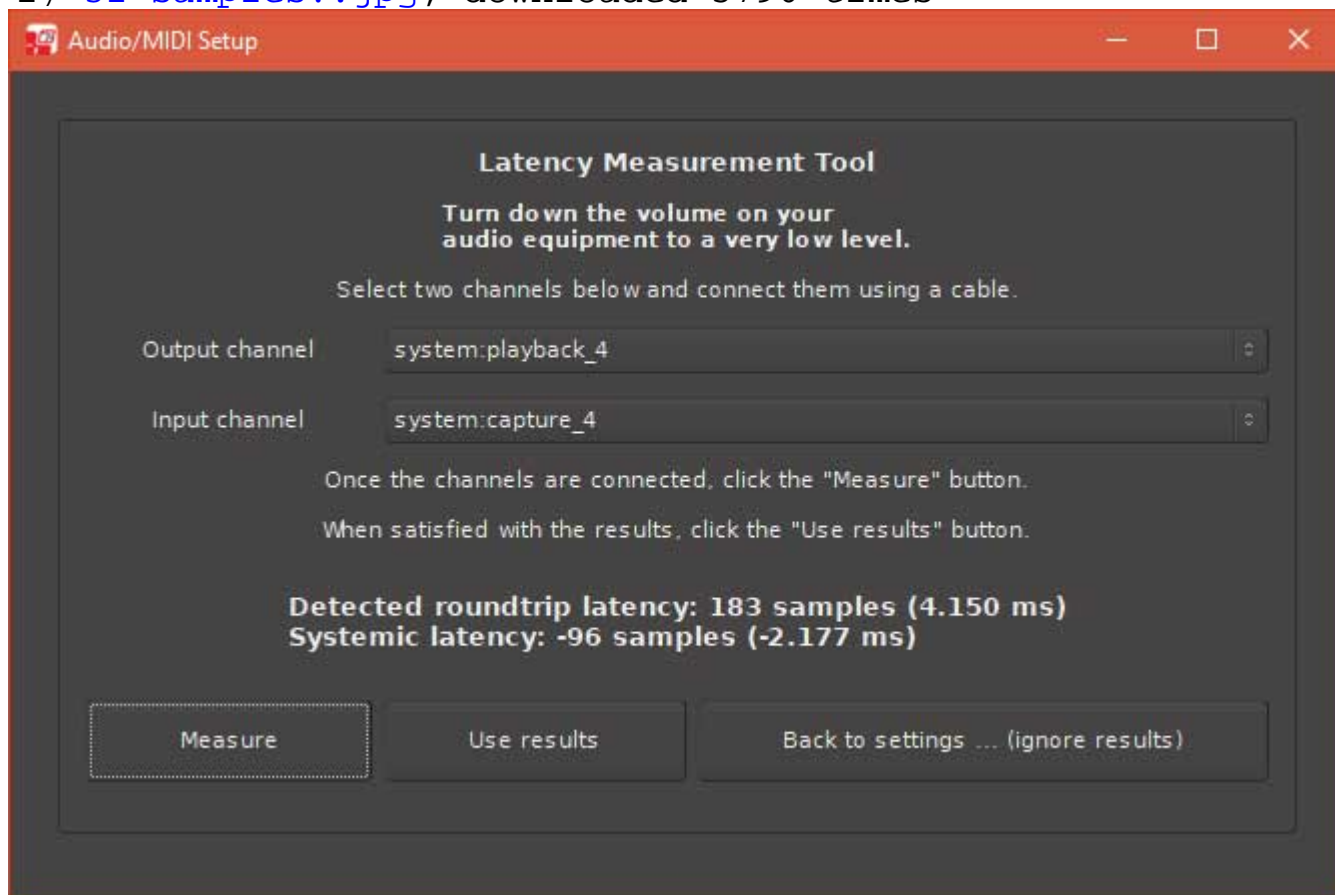 Audio/MIDI Setup
Latency Measurement Tool
Turn down the volume on your
audio equipment to a very low level.
Select two channels below and connect them using a cable.
Output channel system:playback_4
Input channel system:capture_4
Once the channels are connected, click the "Measure" button.
When satisfied with the results, click the "Use results" button.
Detected roundtrip latency: 183 samples (4.150 ms)
Systemic latency: -96 samples (-2.177 ms)
Measure Use results Back to settings ... (ignore results)